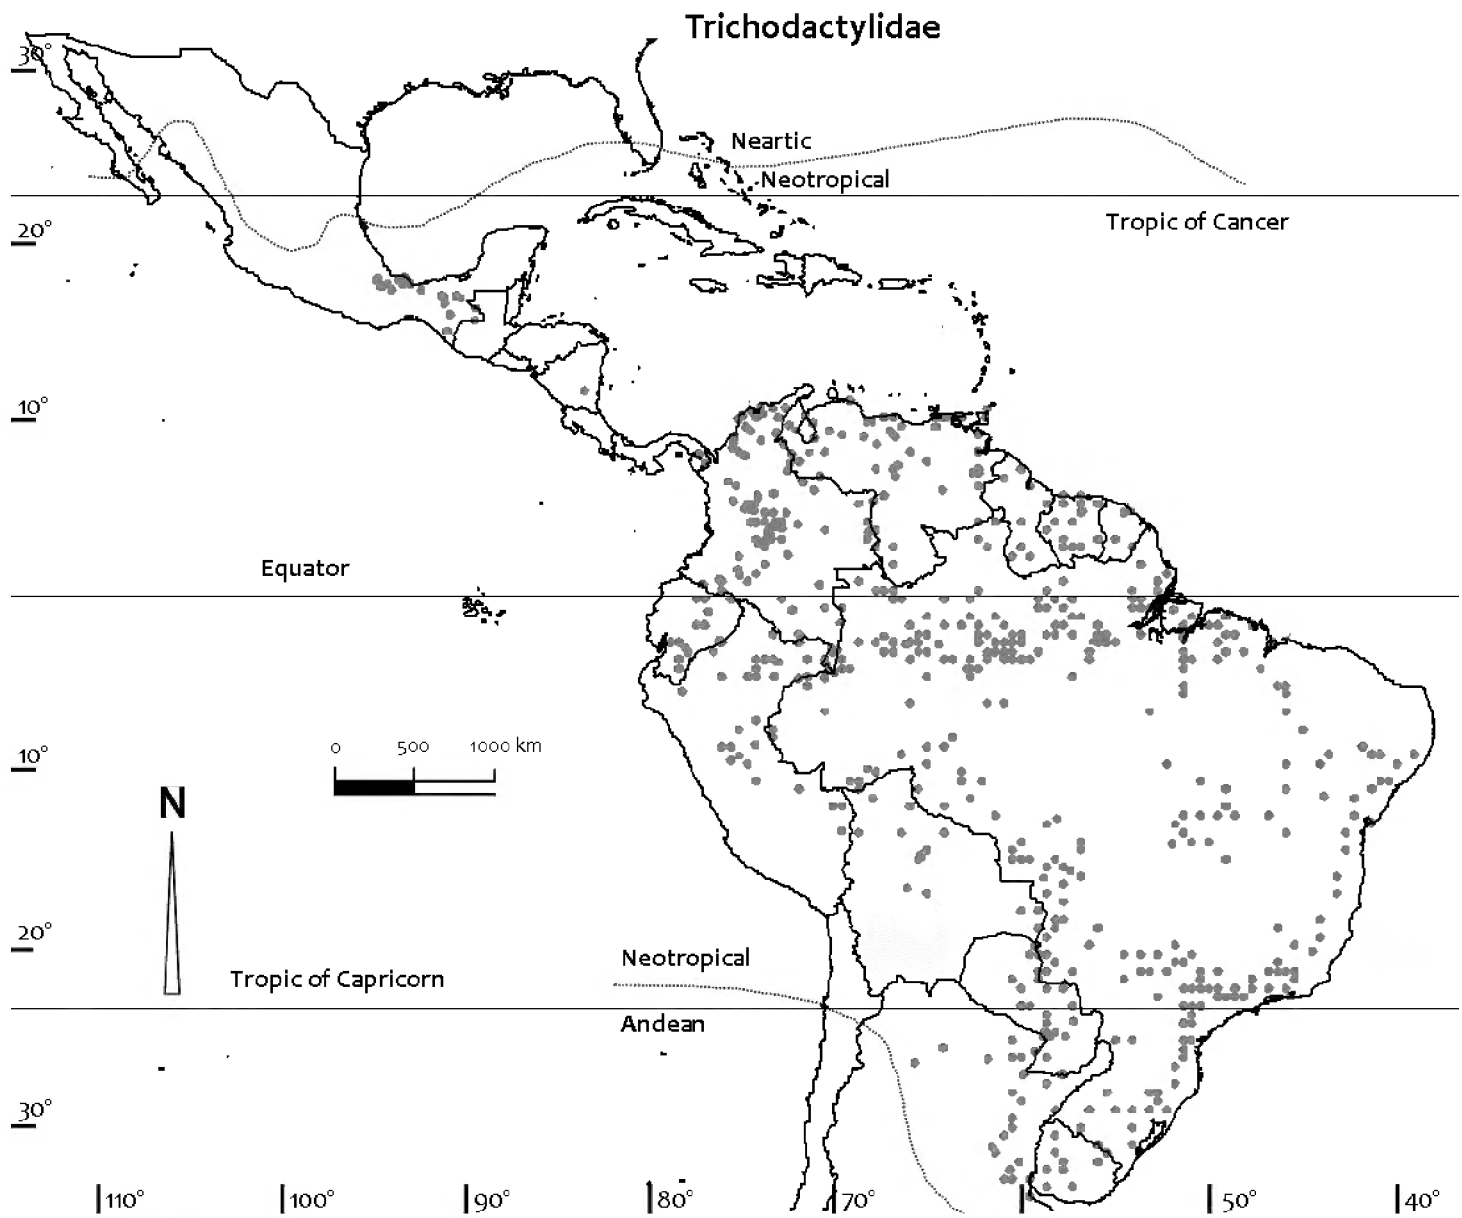 Trichodactylidae
30°
Neartic
Neotropical
Tropic of Cancer
20°
10°
Equator
0 500 1000 km
10°
N
20°
Neotropical
Tropic of Capricorn
Andean
30°
110° 100° 90° 80° 70° 50° 40°